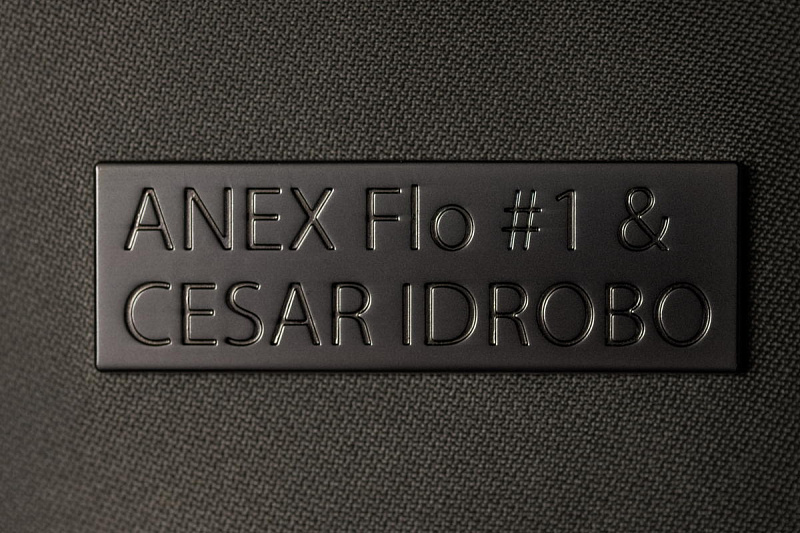 ANEX Flo #1 &
CESAR IDROBO